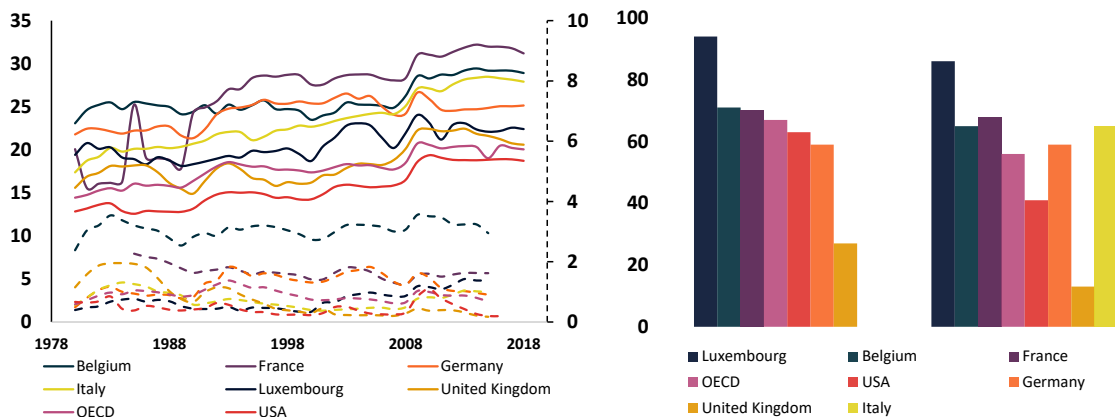 35
30
25
20
15
10
5
0
10
8
6
4
2
0
1978
1988
1998
2008
2018
Belgium
France
Germany
Italy
Luxembourg
United Kingdom
OECD
USA
100
80
60
40
20
0
Luxembourg
Belgium
France
OECD
USA
Germany
United Kingdom
Italy